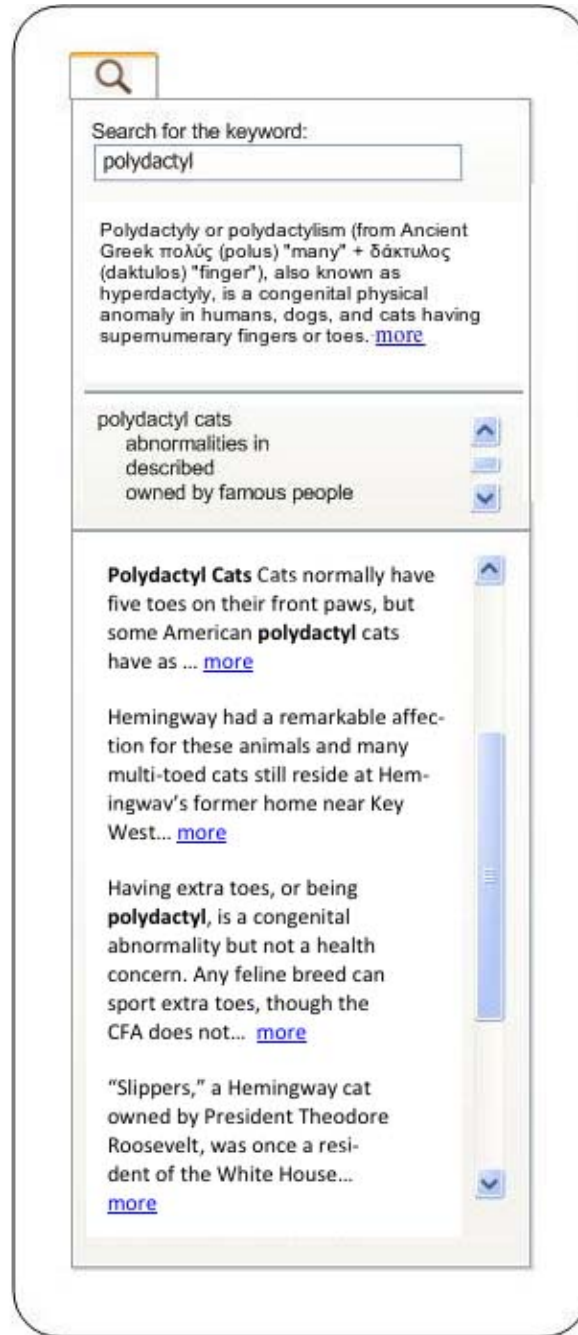 Search for the keyword:
polydactyl
Polydactyly or polydactylism (from Ancient
Greek πολύς (polus) "many" + δάκτυλος
(daktulos) "finger"), also known as
hyperdactyly, is a congenital physical
anomaly in humans, dogs, and cats having
supernumerary fingers or toes. more
polydactyl cats
abnormalities in
described
owned by famous people
Polydactyl Cats Cats normally have
five toes on their front paws, but
some American polydactyl cats
have as ... more
Hemingway had a remarkable affec-
tion for these animals and many
multi-toed cats still reside at Hem-
ingwav's former home near Key
West... more
Having extra toes, or being
polydactyl, is a congenital
abnormality but not a health
concern. Any feline breed can
sport extra toes, though the
CFA does not... more
“Slippers,” a Hemingway cat
owned by President Theodore
Roosevelt, was once a resi-
dent of the White House...
more